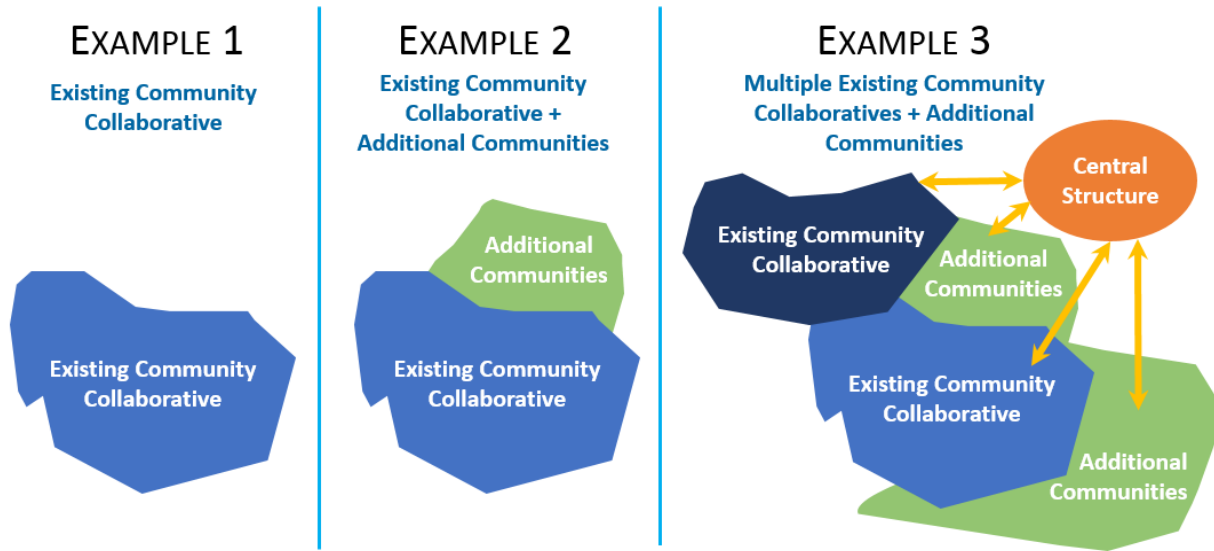 EXAMPLE 1
Existing Community
Collaborative
Existing Community
Collaborative
EXAMPLE 2
Existing Community
Collaborative +
Additional Communities
Additional
Communities
Existing Community
Collaborative
EXAMPLE 3
Multiple Existing Community
Collaboratives + Additional
Communities
Central
Structure
Existing Community
Collaborative
Additional
Communities
Existing Community
Collaborative
Additional
Communities